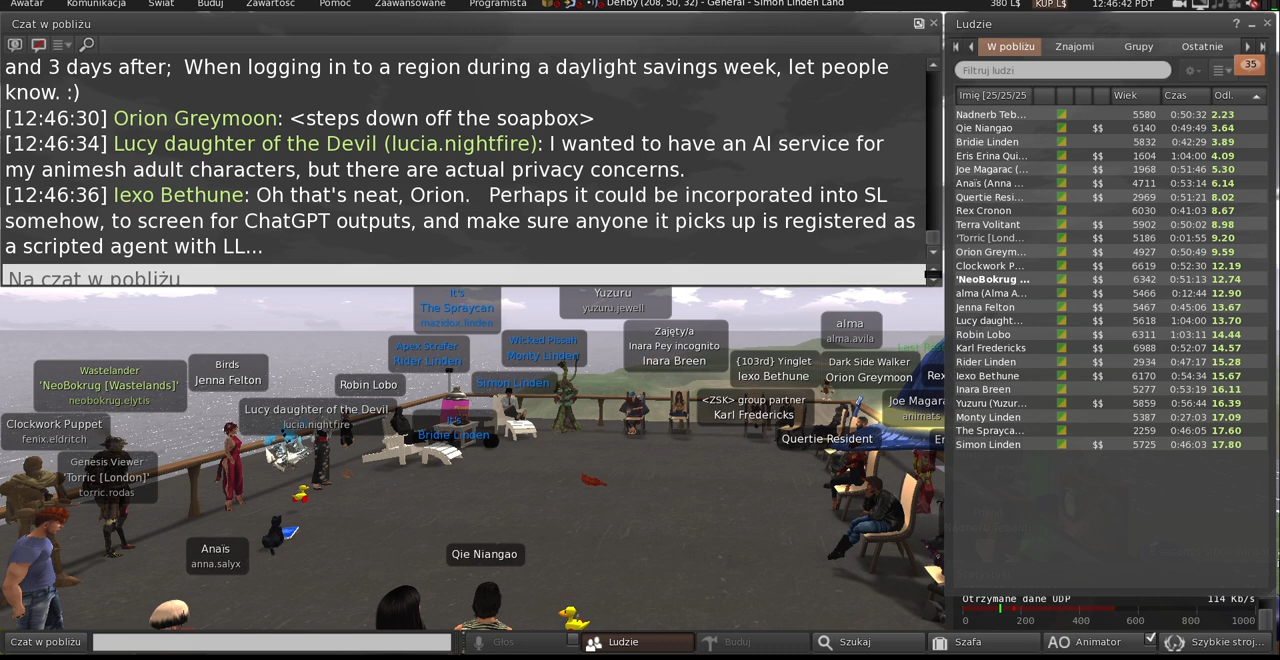 Awatar Komunikacja Świat Buduj Zawartość Pomoc Zaawansowane Programista Denby (208, 50, 32) - General - Simon Linden Land 380 L$ KUP L$ 12:46:42 PDT
Czat w pobliżu
and 3 days after; When logging in to a region during a daylight savings week, let people
know. :)
[12:46:30] Orion Greymoon: <steps down off the soapbox>
[12:46:34] Lucy daughter of the Devil (lucia.nightfire): I wanted to have an AI service for
my animesh adult characters, but there are actual privacy concerns.
[12:46:36] Iexo Bethune: Oh that's neat, Orion. Perhaps it could be incorporated into SL
somehow, to screen for ChatGPT outputs, and make sure anyone it picks up is registered as
a scripted agent with LL...
Na czat w pobliżu
It's
The Spraycan
mazidox.linden
Yuzuru
yuzuru.jewell
Apex Strafer
Rider Linden
Wicked Pissah
Monty Linden
Zajęty/a
Inara Pey incognito
Inara Breen
alma
alma.avila
Wastelander
'NeoBokrug [Wastelands]'
neobokrug.elytis
Birds
Jenna Felton
Robin Lobo
Simon Linden
{103rd} Yinglet
Iexo Bethune
Dark Side Walker
Orion Greymoon
Rex
Clockwork Puppet
fenix.eldritch
Lucy daughter of the Devil
lucia.nightfire
It's
Bridie Linden
<ZSK> group partner
Karl Fredericks
Joe Magara
animats
Quertie Resident
Er
Genesis Viewer
'Torric [London]'
torric.rodas
Anaïs
anna.salyx
Qie Niangao
Ludzie
W pobliżu Znajomi Grupy Ostatnie
Filtruj ludzi
35
Imię [25/25/25 Wiek Czas Odl.
Nadnerb Teb... 5580 0:50:32 2.23
Qie Niangao $$ 6140 0:49:49 3.64
Bridie Linden 5832 0:42:29 3.89
Eris Erina Qui... $$ 1604 1:04:00 4.09
Joe Magarac (... $$ 1968 0:51:46 5.30
Anaïs (Anna ... $$ 4711 0:53:14 6.14
Quertie Resi... $$ 2969 0:51:21 8.02
Rex Cronon 6030 0:41:03 8.67
Terra Volitant $$ 5902 0:50:02 8.98
'Torric [Lond... $$ 5186 0:01:55 9.20
Orion Greym... $$ 4927 0:50:49 9.59
Clockwork P... $$ 6619 0:52:30 12.19
'NeoBokrug ... $$ 6342 0:51:13 12.74
alma (Alma A... $$ 5466 0:12:44 12.90
Jenna Felton $$ 5467 0:45:06 13.67
Lucy daught... $$ 5618 1:04:00 13.70
Robin Lobo $$ 6311 1:03:11 14.44
Karl Fredericks $$ 6988 0:52:07 14.57
Rider Linden $$ 2934 0:47:17 15.28
Iexo Bethune $$ 6170 0:54:34 15.67
Inara Breen 5277 0:53:19 16.11
Yuzuru (Yuzur... $$ 5859 0:56:44 16.39
Monty Linden 5387 0:27:03 17.09
The Sprayca... 2259 0:46:05 17.60
Simon Linden $$ 5725 0:46:03 17.80
Otrzymane dane UDP 114 Kb/s
0 200 400 600 800 1000
Czat w pobliżu Głos Ludzie Buduj Szukaj Szafa AO Animator Szybkie stroj...